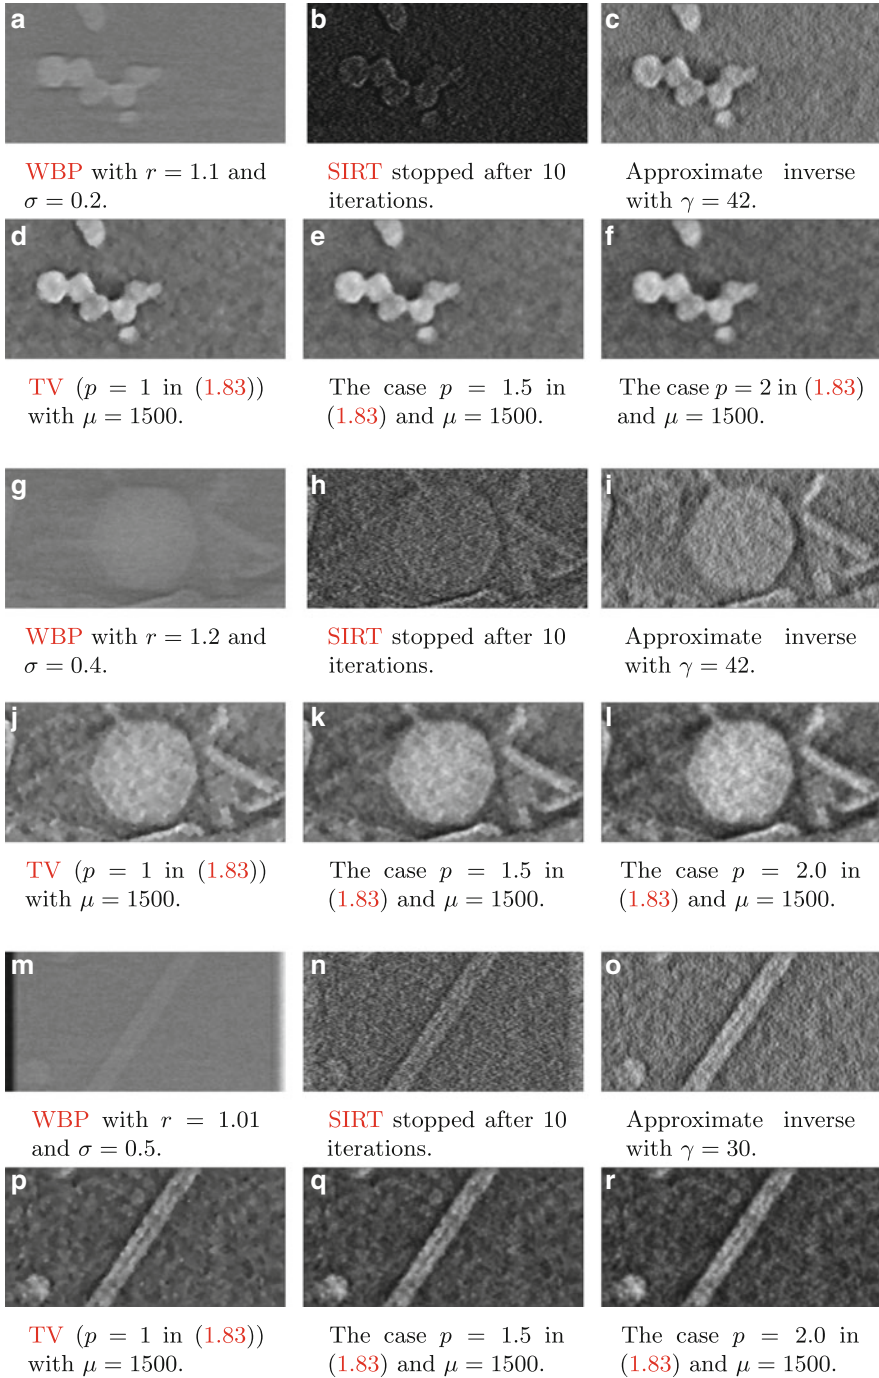 a b c
WBP with r = 1.1 and
σ = 0.2.
SIRT stopped after 10
iterations.
Approximate inverse
with γ = 42.
d e f
TV (p = 1 in (1.83))
with μ = 1500.
The case p = 1.5 in
(1.83) and μ = 1500.
The case p = 2 in (1.83)
and μ = 1500.
g h i
WBP with r = 1.2 and
σ = 0.4.
SIRT stopped after 10
iterations.
Approximate inverse
with γ = 42.
j k l
TV (p = 1 in (1.83))
with μ = 1500.
The case p = 1.5 in
(1.83) and μ = 1500.
The case p = 2.0 in
(1.83) and μ = 1500.
m n o
WBP with r = 1.01
and σ = 0.5.
SIRT stopped after 10
iterations.
Approximate inverse
with γ = 30.
p q r
TV (p = 1 in (1.83))
with μ = 1500.
The case p = 1.5 in
(1.83) and μ = 1500.
The case p = 2.0 in
(1.83) and μ = 1500.